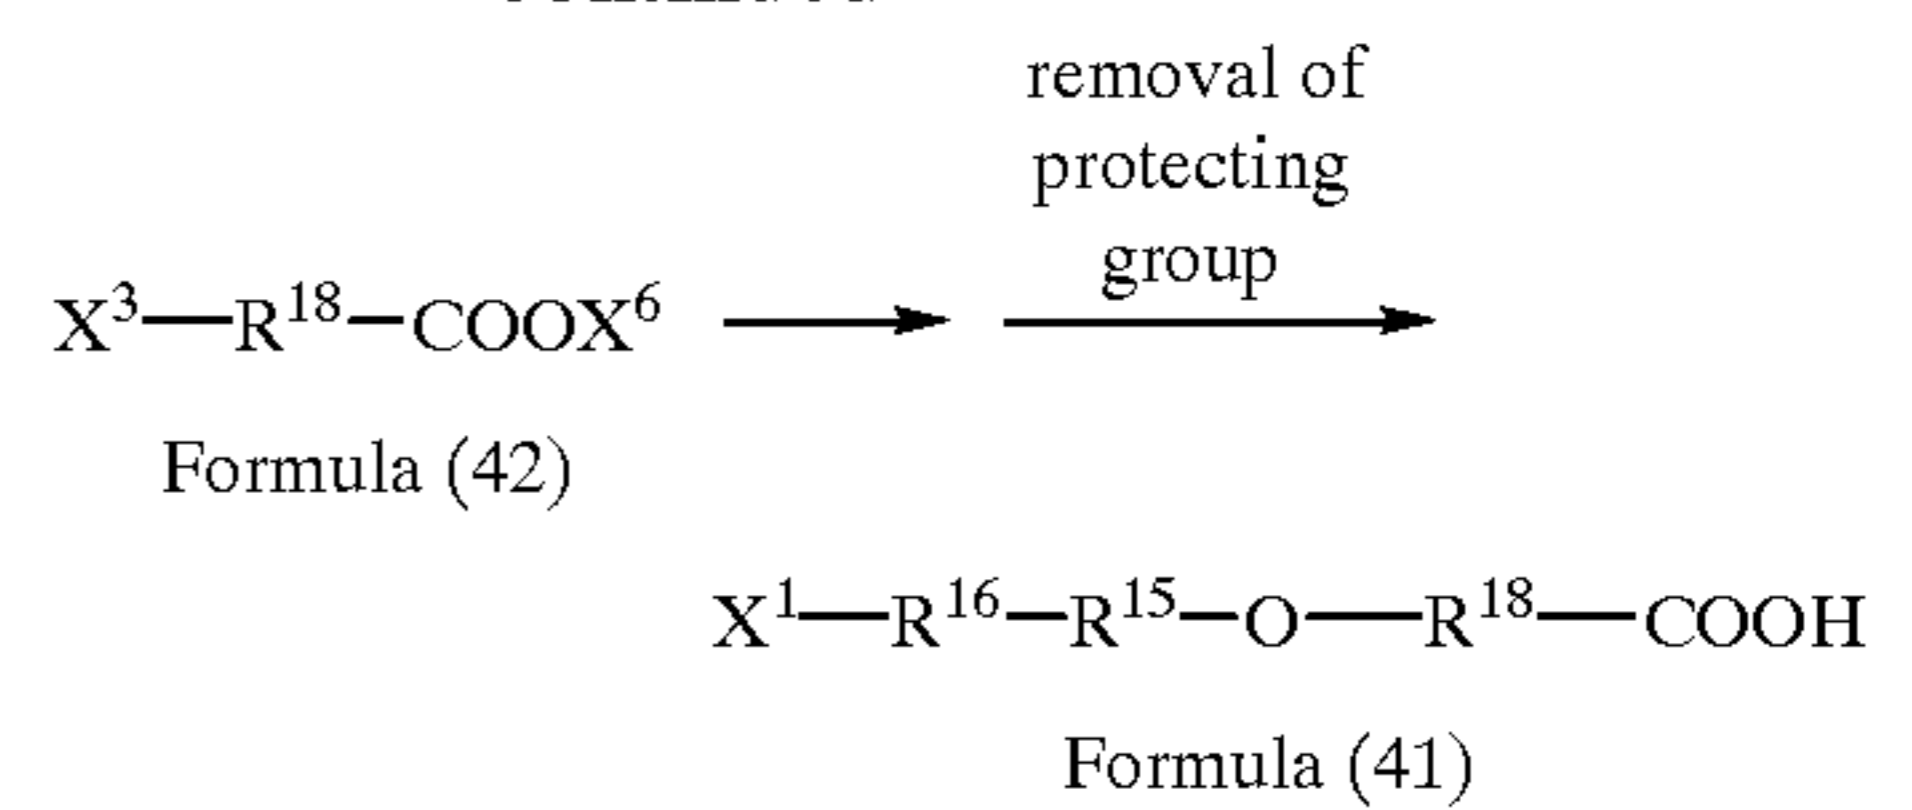 removal of
protecting
group
X³—R¹⁸—COOX⁶
Formula (42)
X¹—R¹⁶—R¹⁵—O—R¹⁸—COOH
Formula (41)